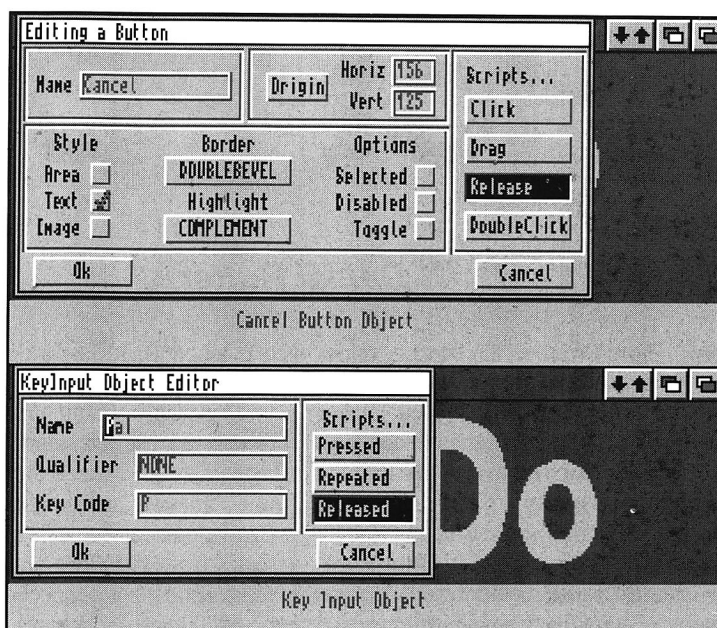 Editing a Button
Name Cancel
Origin
Horiz 156
Vert 125
Scripts...
Click
Drag
Release
DoubleClick
Style
Area
Text
Image
Border
DOUBLEBEVEL
Highlight
COMPLEMENT
Options
Selected
Disabled
Toggle
Ok
Cancel
Cancel Button Object
KeyInput Object Editor
Name Pal
Qualifier NONE
Key Code P
Scripts...
Pressed
Repeated
Released
Ok
Cancel
Do
Key Input Object